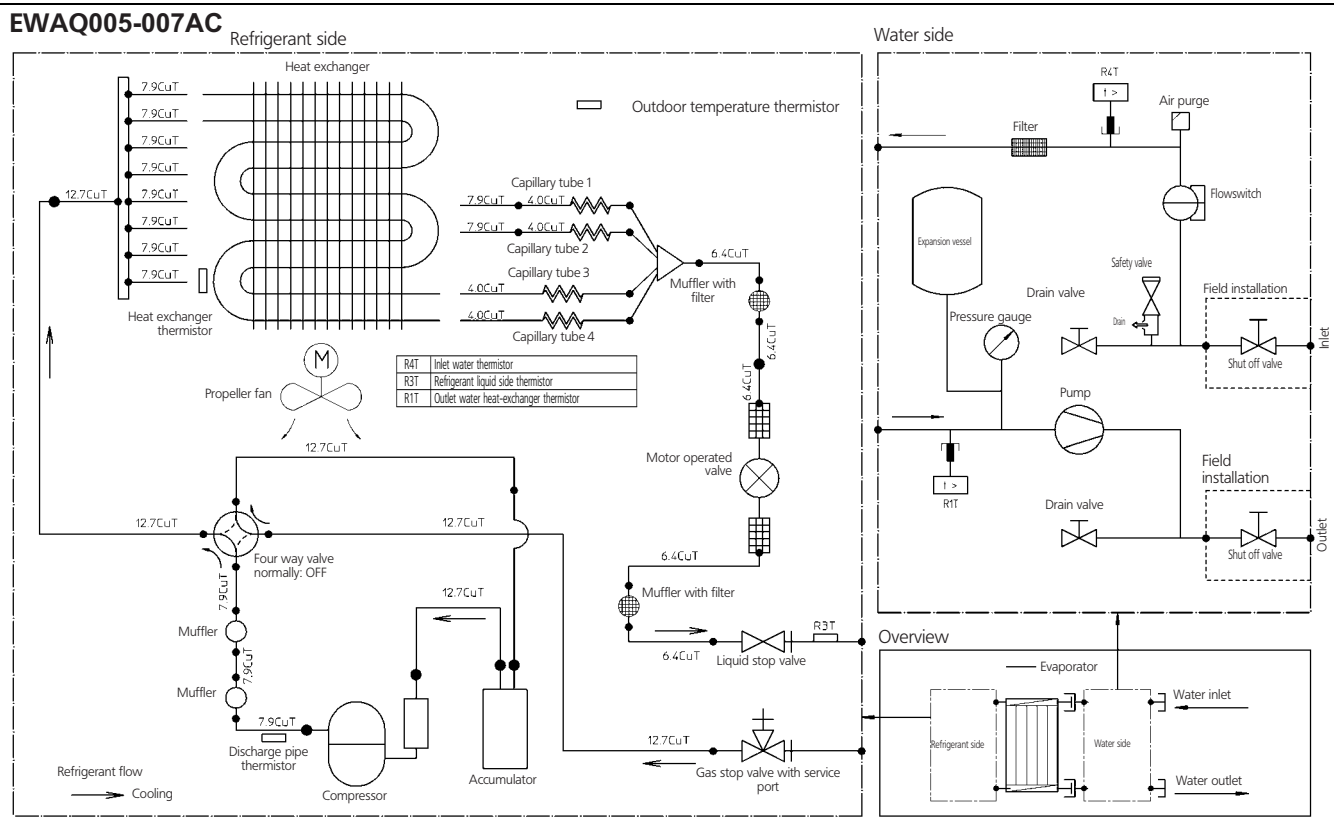 EWAQ005-007AC
Refrigerant side
Heat exchanger
7.9CuT
7.9CuT
7.9CuT
7.9CuT
12.7CuT
7.9CuT
7.9CuT
7.9CuT
7.9CuT
Heat exchanger
thermistor
Outdoor temperature thermistor
Capillary tube 1
7.9CuT
4.0CuT
7.9CuT
4.0CuT
Capillary tube 2
Capillary tube 3
4.0CuT
4.0CuT
Capillary tube 4
Muffler with
filter
6.4CuT
6.4CuT
6.4CuT
R4T Inlet water thermistor
R3T Refrigerant liquid side thermistor
R1T Outlet water heat-exchanger thermistor
M
Propeller fan
12.7CuT
Motor operated
valve
12.7CuT
12.7CuT
Four way valve
normally: OFF
7.9CuT
6.4CuT
Muffler with filter
12.7CuT
Muffler
7.9CuT
Muffler
7.9CuT
Discharge pipe
thermistor
Compressor
Accumulator
6.4CuT
Liquid stop valve
R3T
12.7CuT
Gas stop valve with service
port
Refrigerant flow
Cooling
Water side
R4T
t >
Air purge
Filter
Flowswitch
Expansion vessel
Safety valve
Drain valve
Drain
Field installation
Pressure gauge
Shut off valve
Inlet
Pump
t >
R1T
Field
installation
Drain valve
Shut off valve
Outlet
Overview
Evaporator
Water inlet
Refrigerant side
Water side
Water outlet